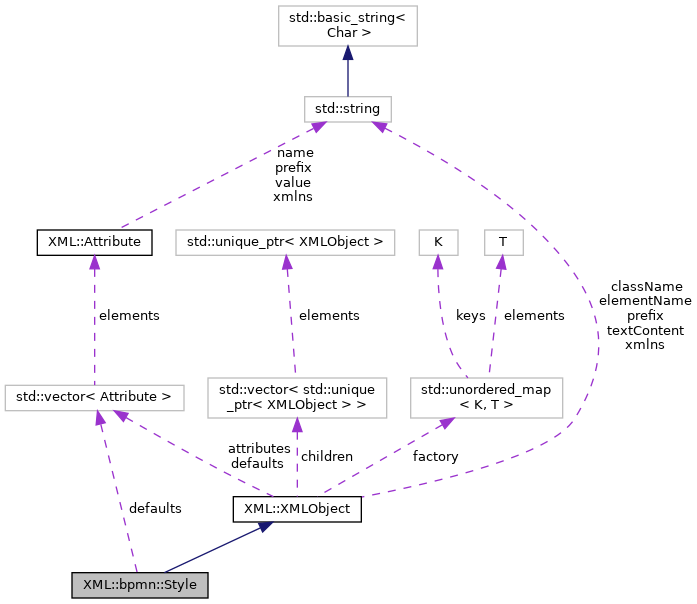 std::basic_string<
Char >
std::string
name
prefix
value
xmlns
XML::Attribute
std::unique_ptr< XMLObject >
K
T
className
elementName
prefix
textContent
xmlns
elements
elements
keys
elements
std::vector< Attribute >
std::vector< std::unique
_ptr< XMLObject > >
std::unordered_map
< K, T >
attributes
defaults
children
factory
defaults
XML::XMLObject
XML::bpmn::Style